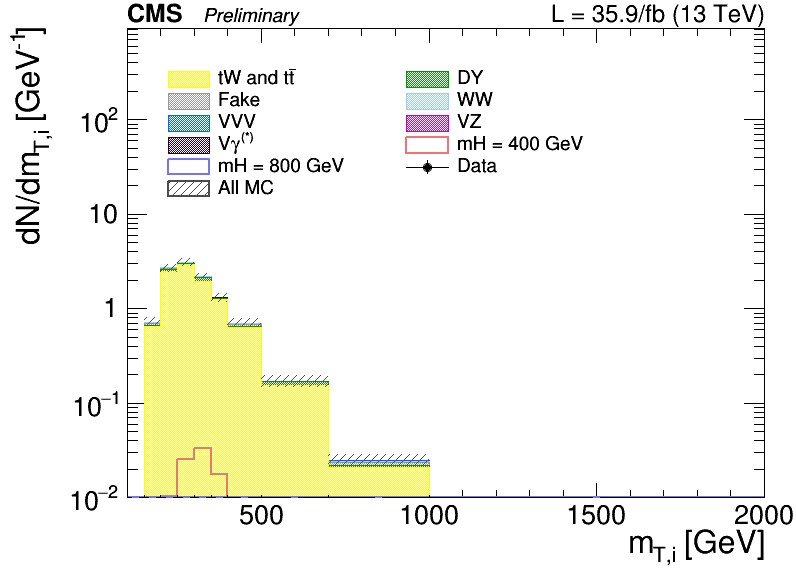 CMS Preliminary L = 35.9/fb (13 TeV)
dN/dm_{T,i} [GeV⁻¹]
tW and tt̄ DY
Fake WW
VVV VZ
Vγ⁽*⁾ mH = 400 GeV
mH = 800 GeV Data
All MC
10²
10
1
10⁻¹
10⁻²
500 1000 1500 2000
m_{T,i} [GeV]